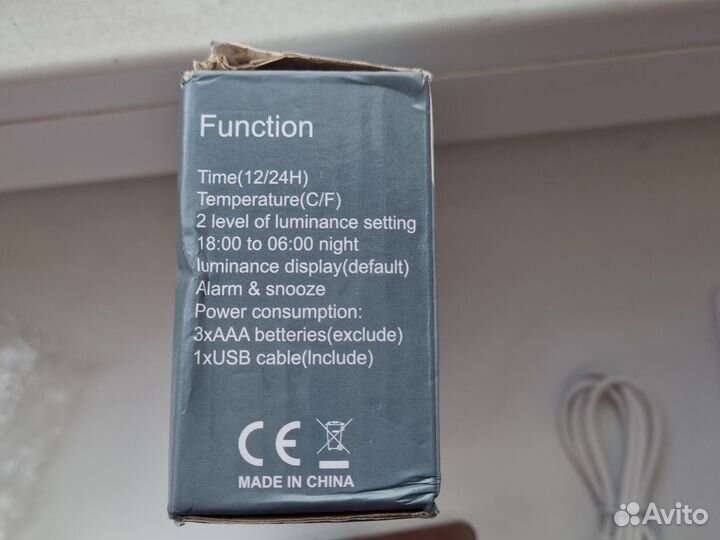 Function
Time(12/24H)
Temperature(C/F)
2 level of luminance setting
18:00 to 06:00 night
luminance display(default)
Alarm & snooze
Power consumption:
3xAAA betteries(exclude)
1xUSB cable(Include)
CE
MADE IN CHINA
Avito